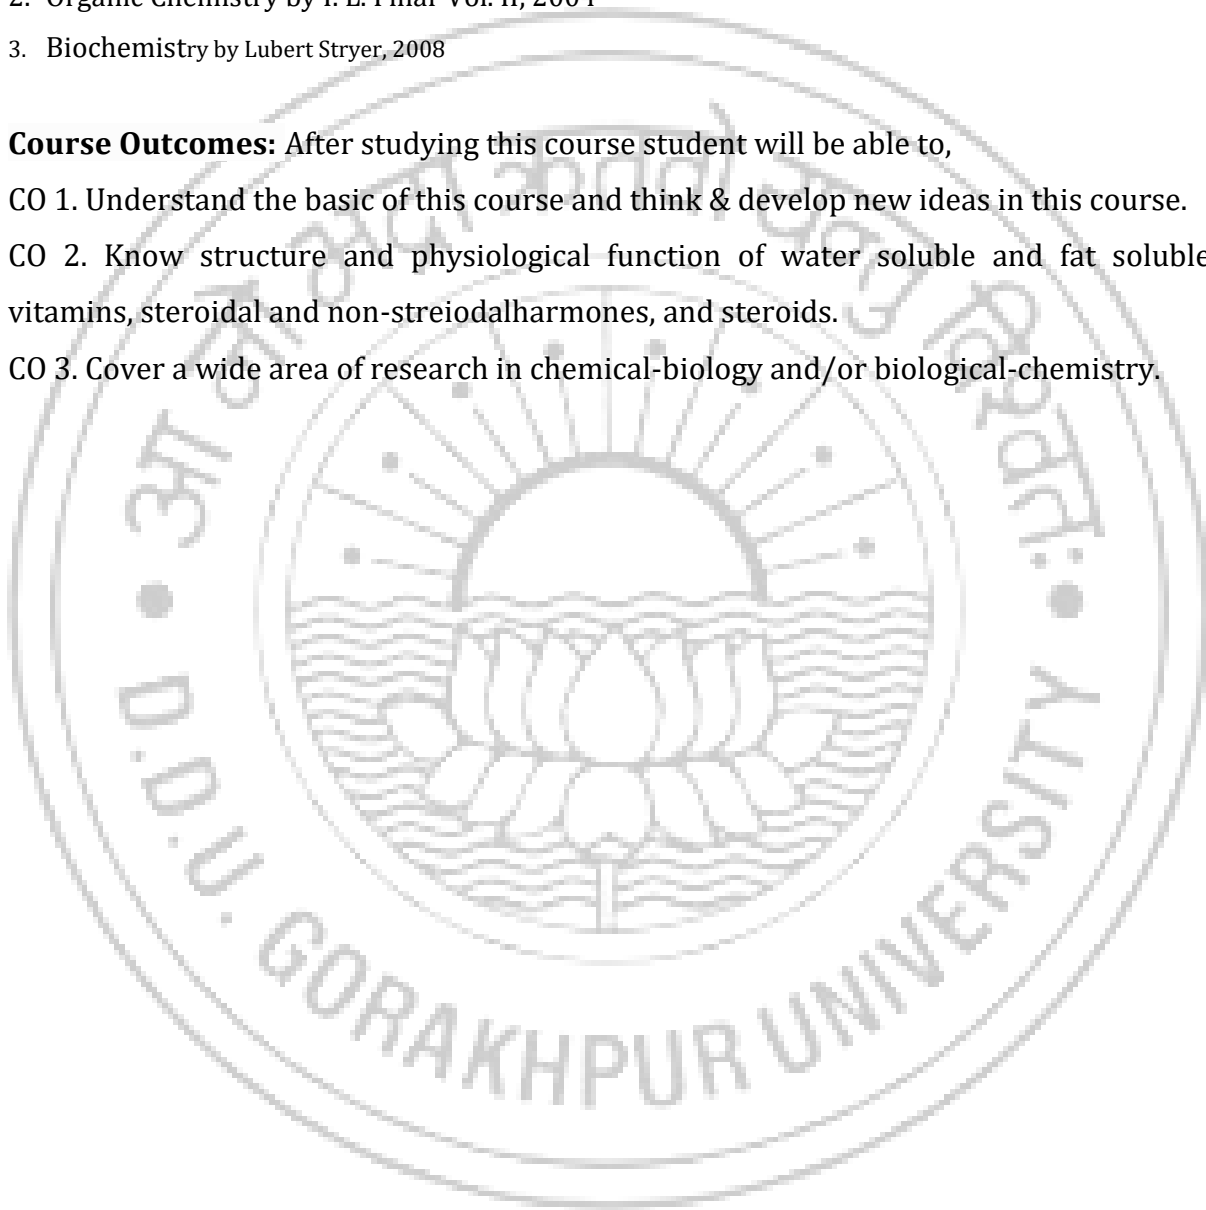 2. Organic Chemistry by I. L. Finar Vol. II, 2004
3. Biochemistry by Lubert Stryer, 2008
Course Outcomes: After studying this course student will be able to,
CO 1. Understand the basic of this course and think & develop new ideas in this course.
CO 2. Know structure and physiological function of water soluble and fat soluble
vitamins, steroidal and non-streiodalharmones, and steroids.
CO 3. Cover a wide area of research in chemical-biology and/or biological-chemistry.
आ नो भद्राः क्रतवो यन्तु विश्वतः
D.D.U. GORAKHPUR UNIVERSITY